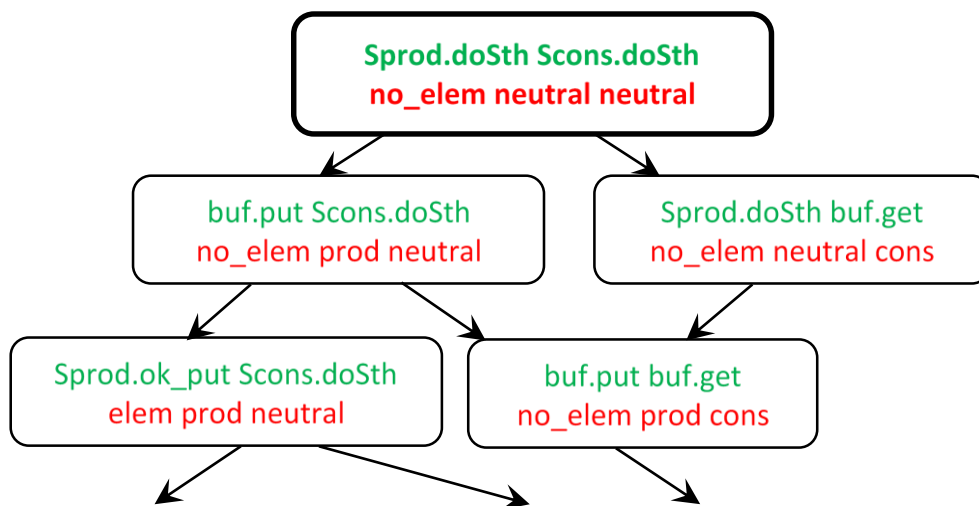 Sprod.doSth Scons.doSth
no_elem neutral neutral
buf.put Scons.doSth
no_elem prod neutral
Sprod.doSth buf.get
no_elem neutral cons
Sprod.ok_put Scons.doSth
elem prod neutral
buf.put buf.get
no_elem prod cons